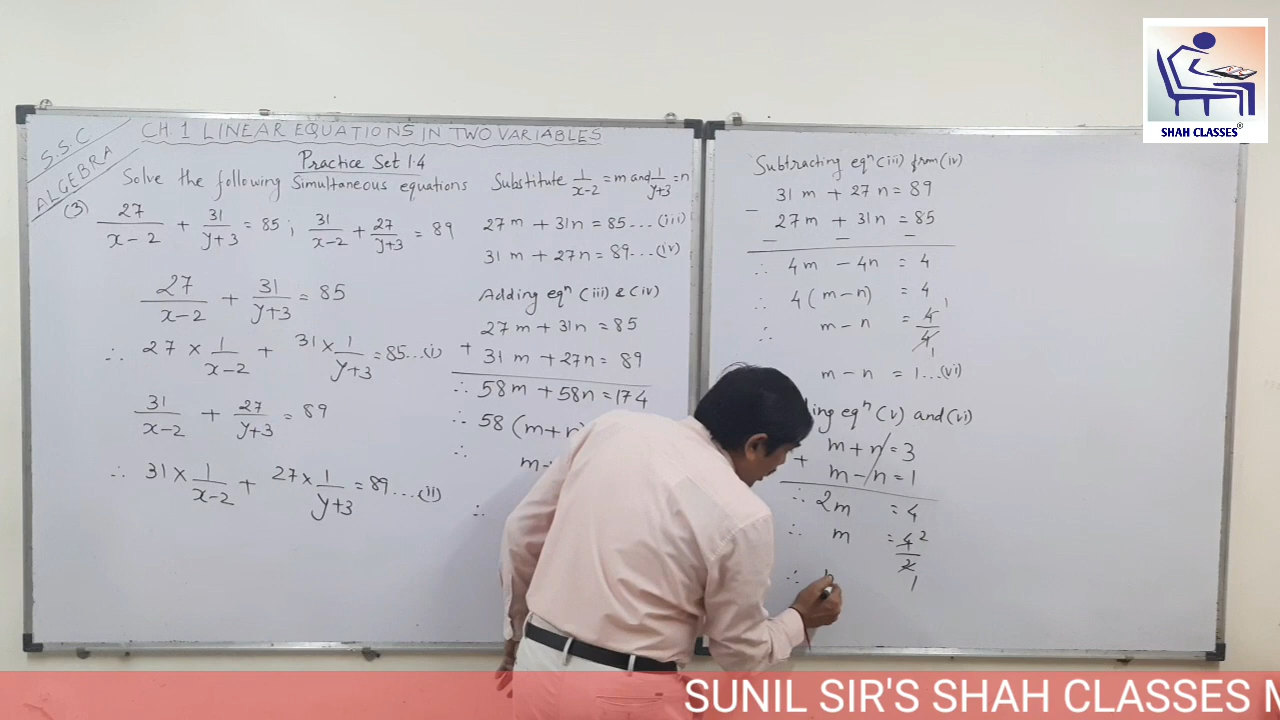 SHAH CLASSES®
S.S.C
ALGEBRA
CH.1 LINEAR EQUATIONS IN TWO VARIABLES
Practice Set 1.4
Solve the following Simultaneous equations
(3) 27/(x-2) + 31/(y+3) = 85 ; 31/(x-2) + 27/(y+3) = 89
27/(x-2) + 31/(y+3) = 85
∴ 27 × 1/(x-2) + 31 × 1/(y+3) = 85...(i)
31/(x-2) + 27/(y+3) = 89
∴ 31 × 1/(x-2) + 27 × 1/(y+3) = 89....(ii)
Substitute 1/(x-2) = m and 1/(y+3) = n
27m + 31n = 85....(iii)
31m + 27n = 89...(iv)
Adding eqⁿ (iii) & (iv)
27m + 31n = 85
+ 31m + 27n = 89
∴ 58m + 58n = 174
∴ 58 (m+n
∴ m
∴
Subtracting eqⁿ (iii) from (iv)
31m + 27n = 89
- 27m + 31n = 85
- - -
∴ 4m - 4n = 4
∴ 4(m-n) = 4
∴ m-n = 4/4 1 1
m-n = 1...(vi)
eqⁿ (v) and (vi)
m + n = 3
+ m - n = 1
∴ 2m = 4
∴ m = 4/2 2 1
∴
SUNIL SIR'S SHAH CLASSES